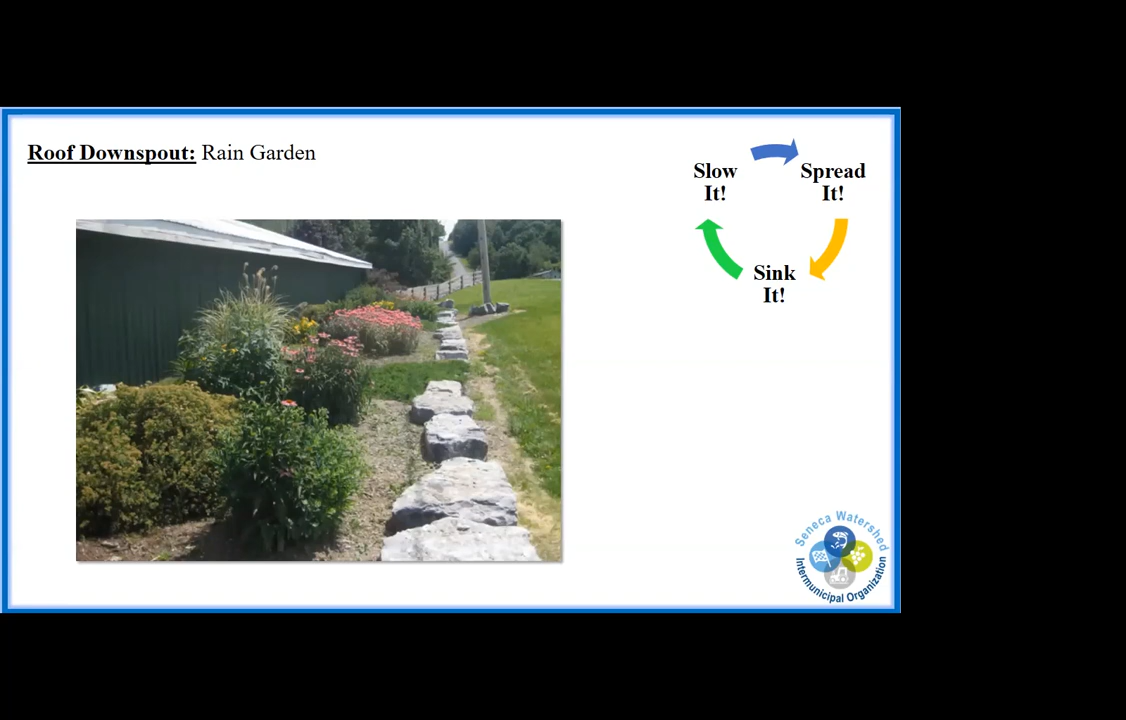 Roof Downspout: Rain Garden
Slow
It!
Spread
It!
Sink
It!
Seneca Watershed
Intermunicipal Organization